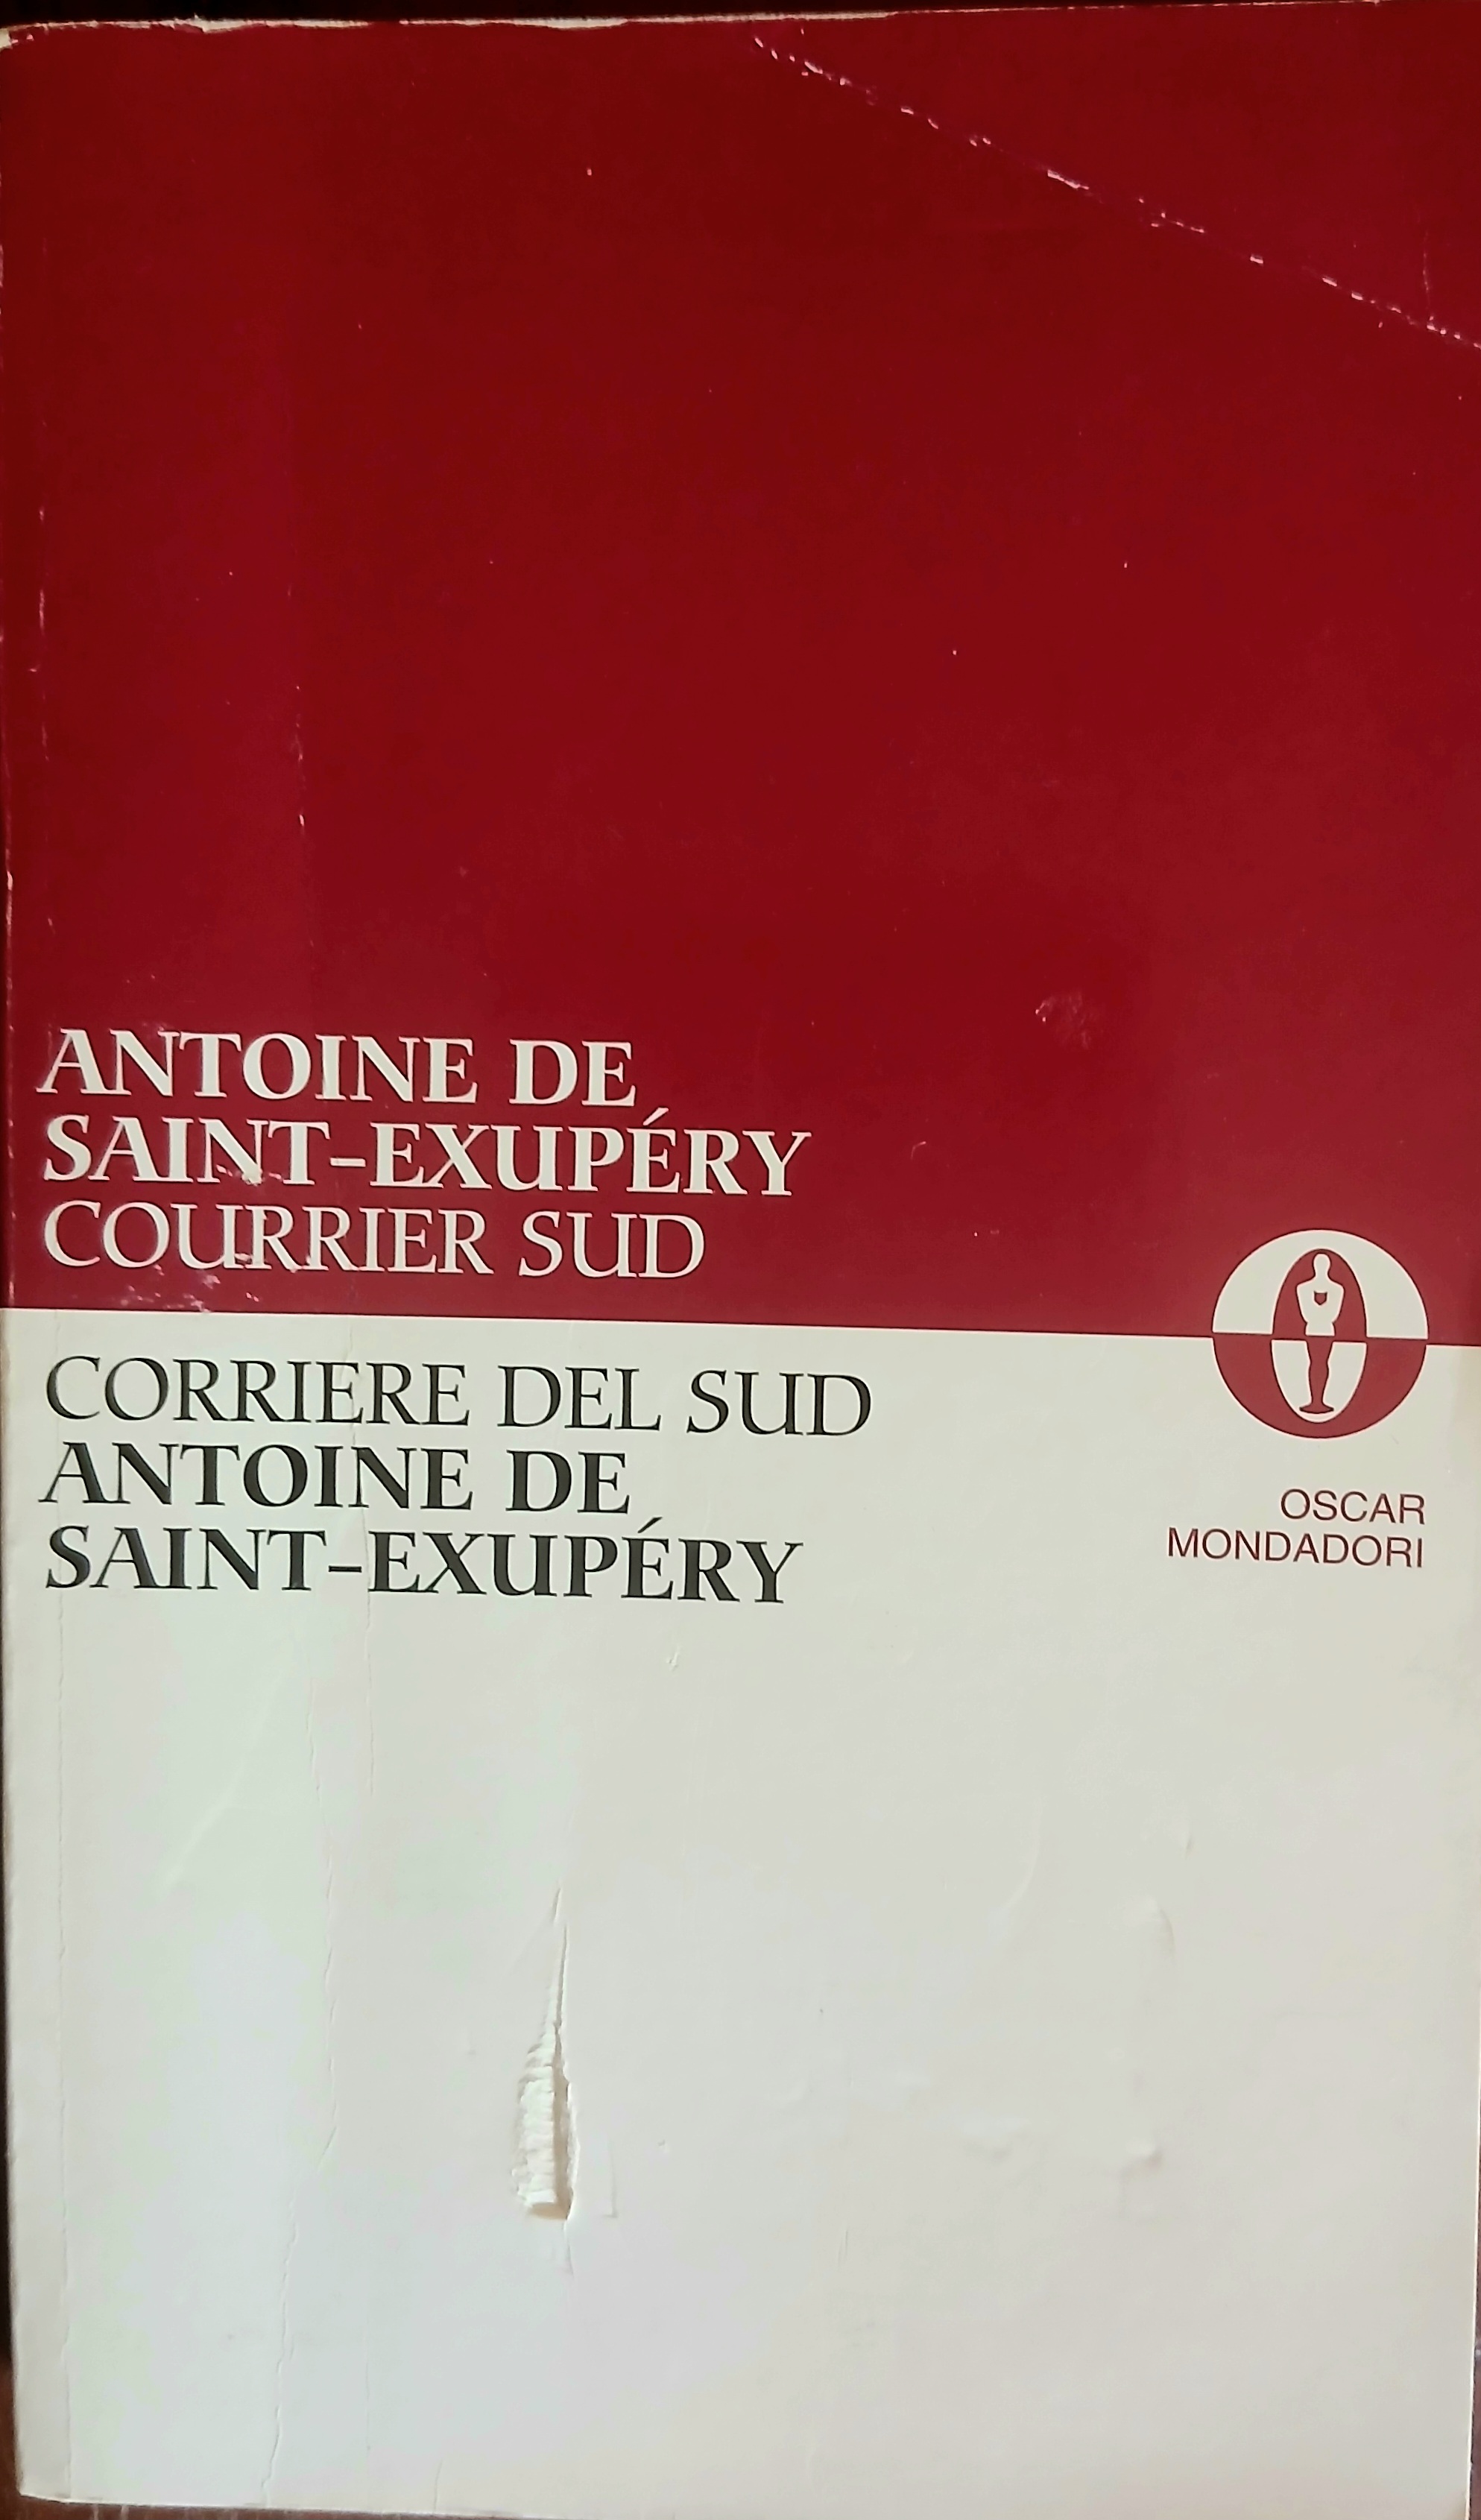 ANTOINE DE
SAINT-EXUPÉRY
COURRIER SUD
CORRIERE DEL SUD
ANTOINE DE
SAINT-EXUPÉRY
OSCAR
MONDADORI